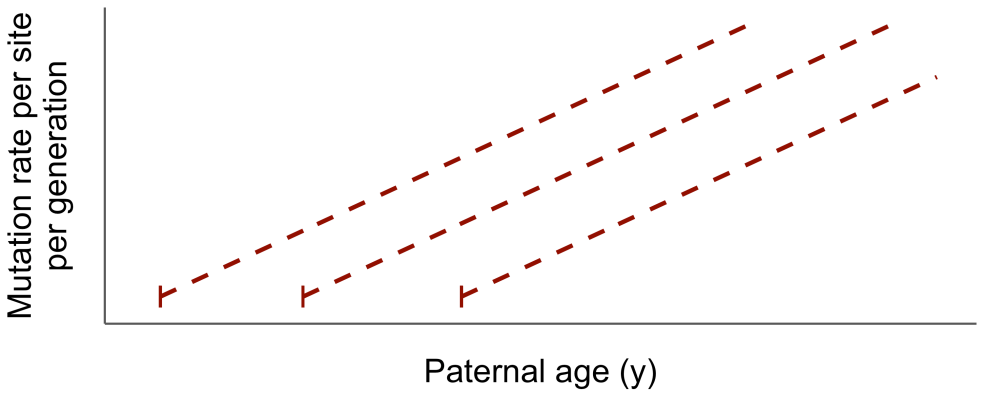 Mutation rate per site
per generation
Paternal age (y)